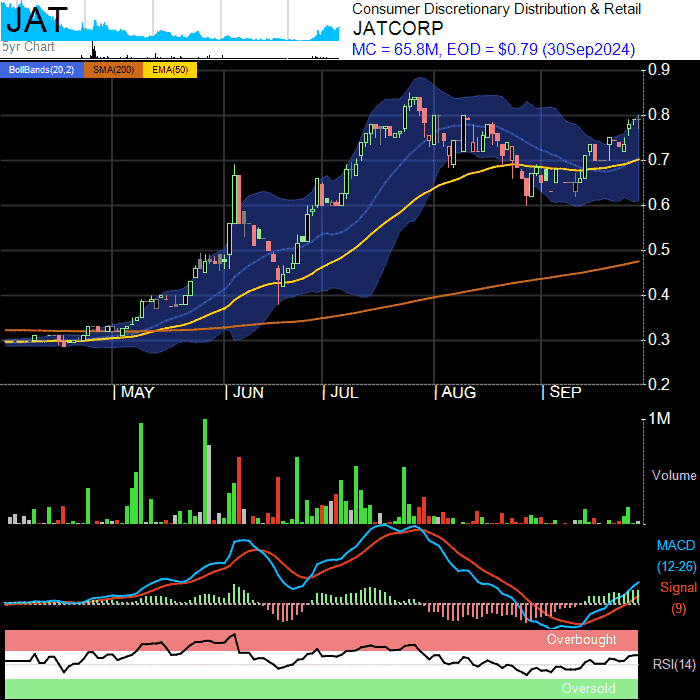 JAT
5yr Chart
Consumer Discretionary Distribution & Retail
JATCORP
MC = 65.8M, EOD = $0.79 (30Sep2024)
BollBands(20,2) SMA(200) EMA(50)
0.9
0.8
0.7
0.6
0.5
0.4
0.3
0.2
MAY JUN JUL AUG SEP
1M
Volume
MACD
(12-26)
Signal
(9)
Overbought
RSI(14)
Oversold